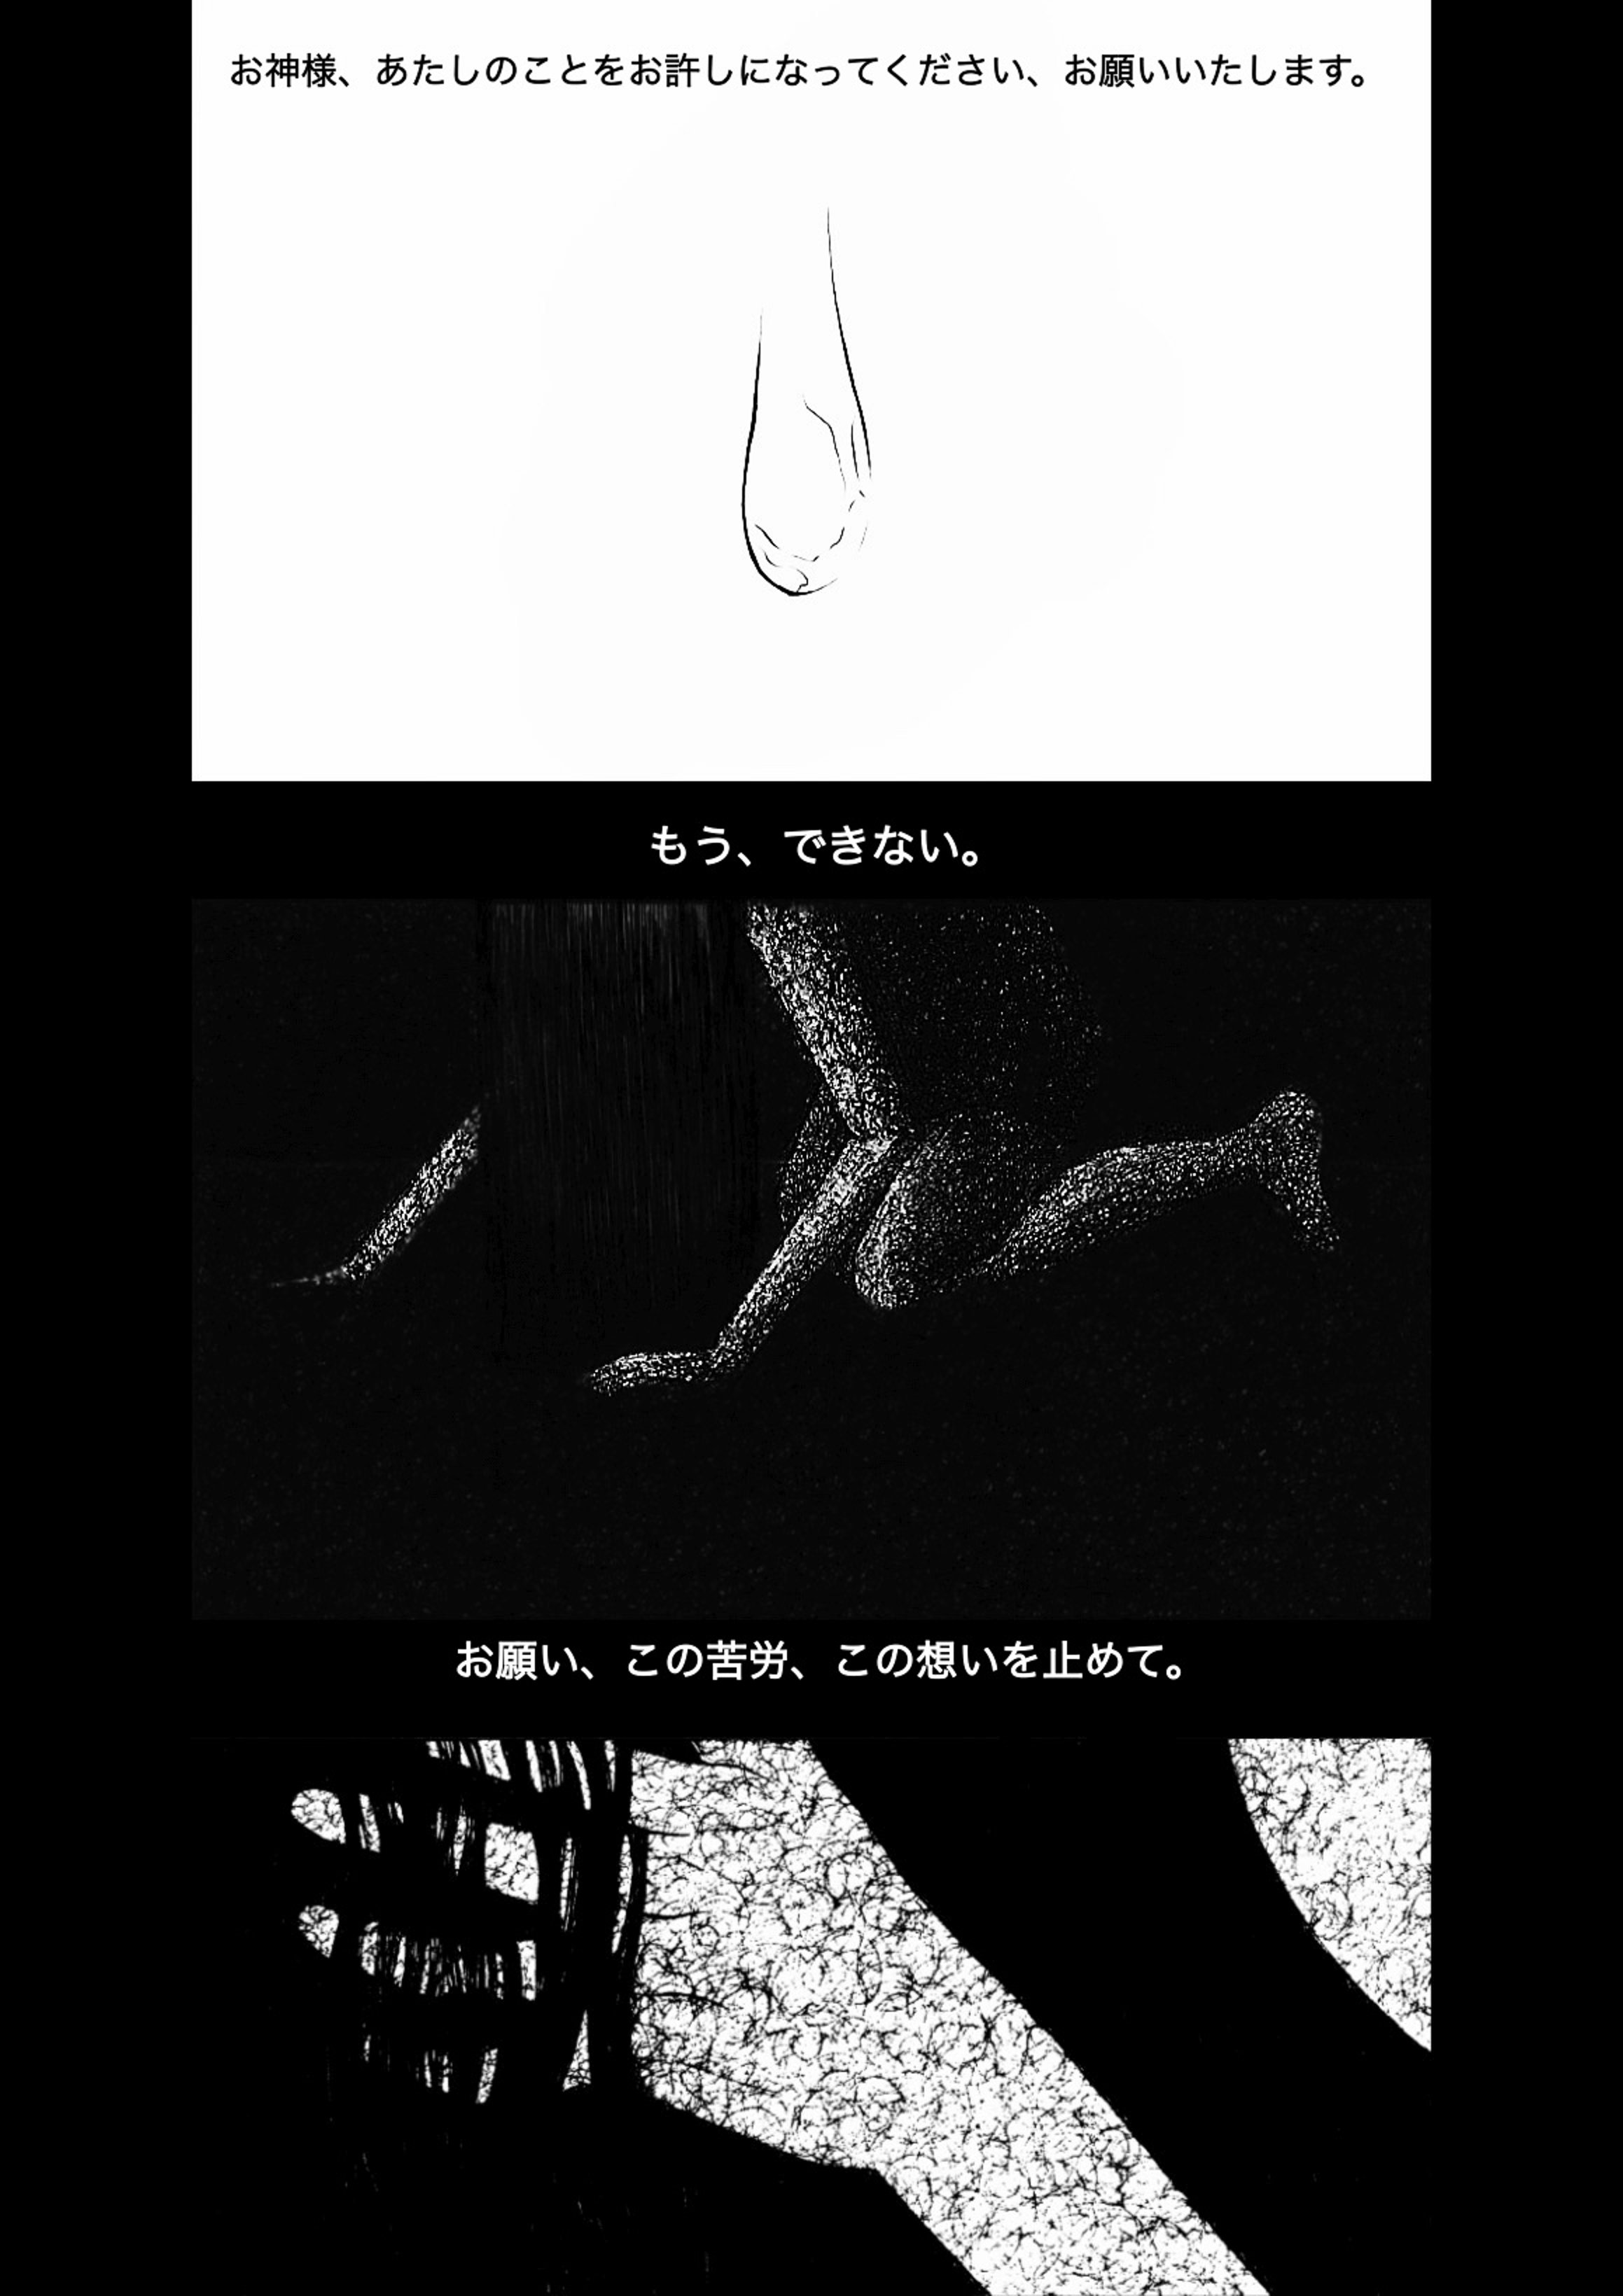 お神様、あたしのことをお許しになってください、お願いいたします。
もう、できない。
お願い、この苦労、この想いを止めて。